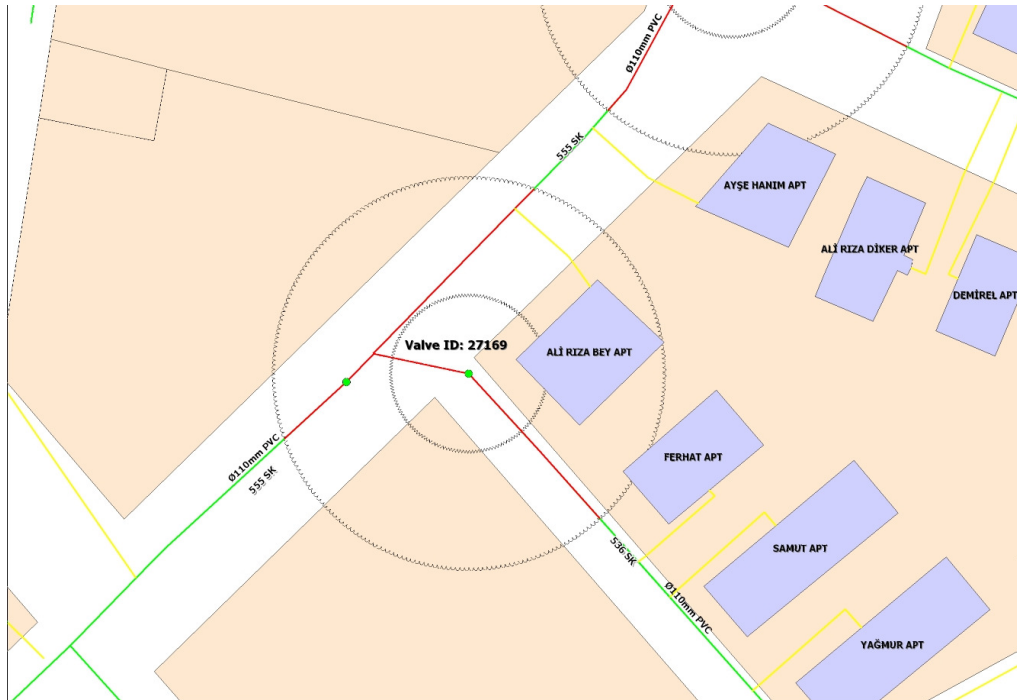 Ø110mm PVC
555 SK
AYŞE HANIM APT
ALİ RIZA DİKER APT
DEMİREL APT
Valve ID: 27169
ALİ RIZA BEY APT
Ø110mm PVC
555 SK
FERHAT APT
536 SK
SAMUT APT
Ø110mm PVC
YAĞMUR APT